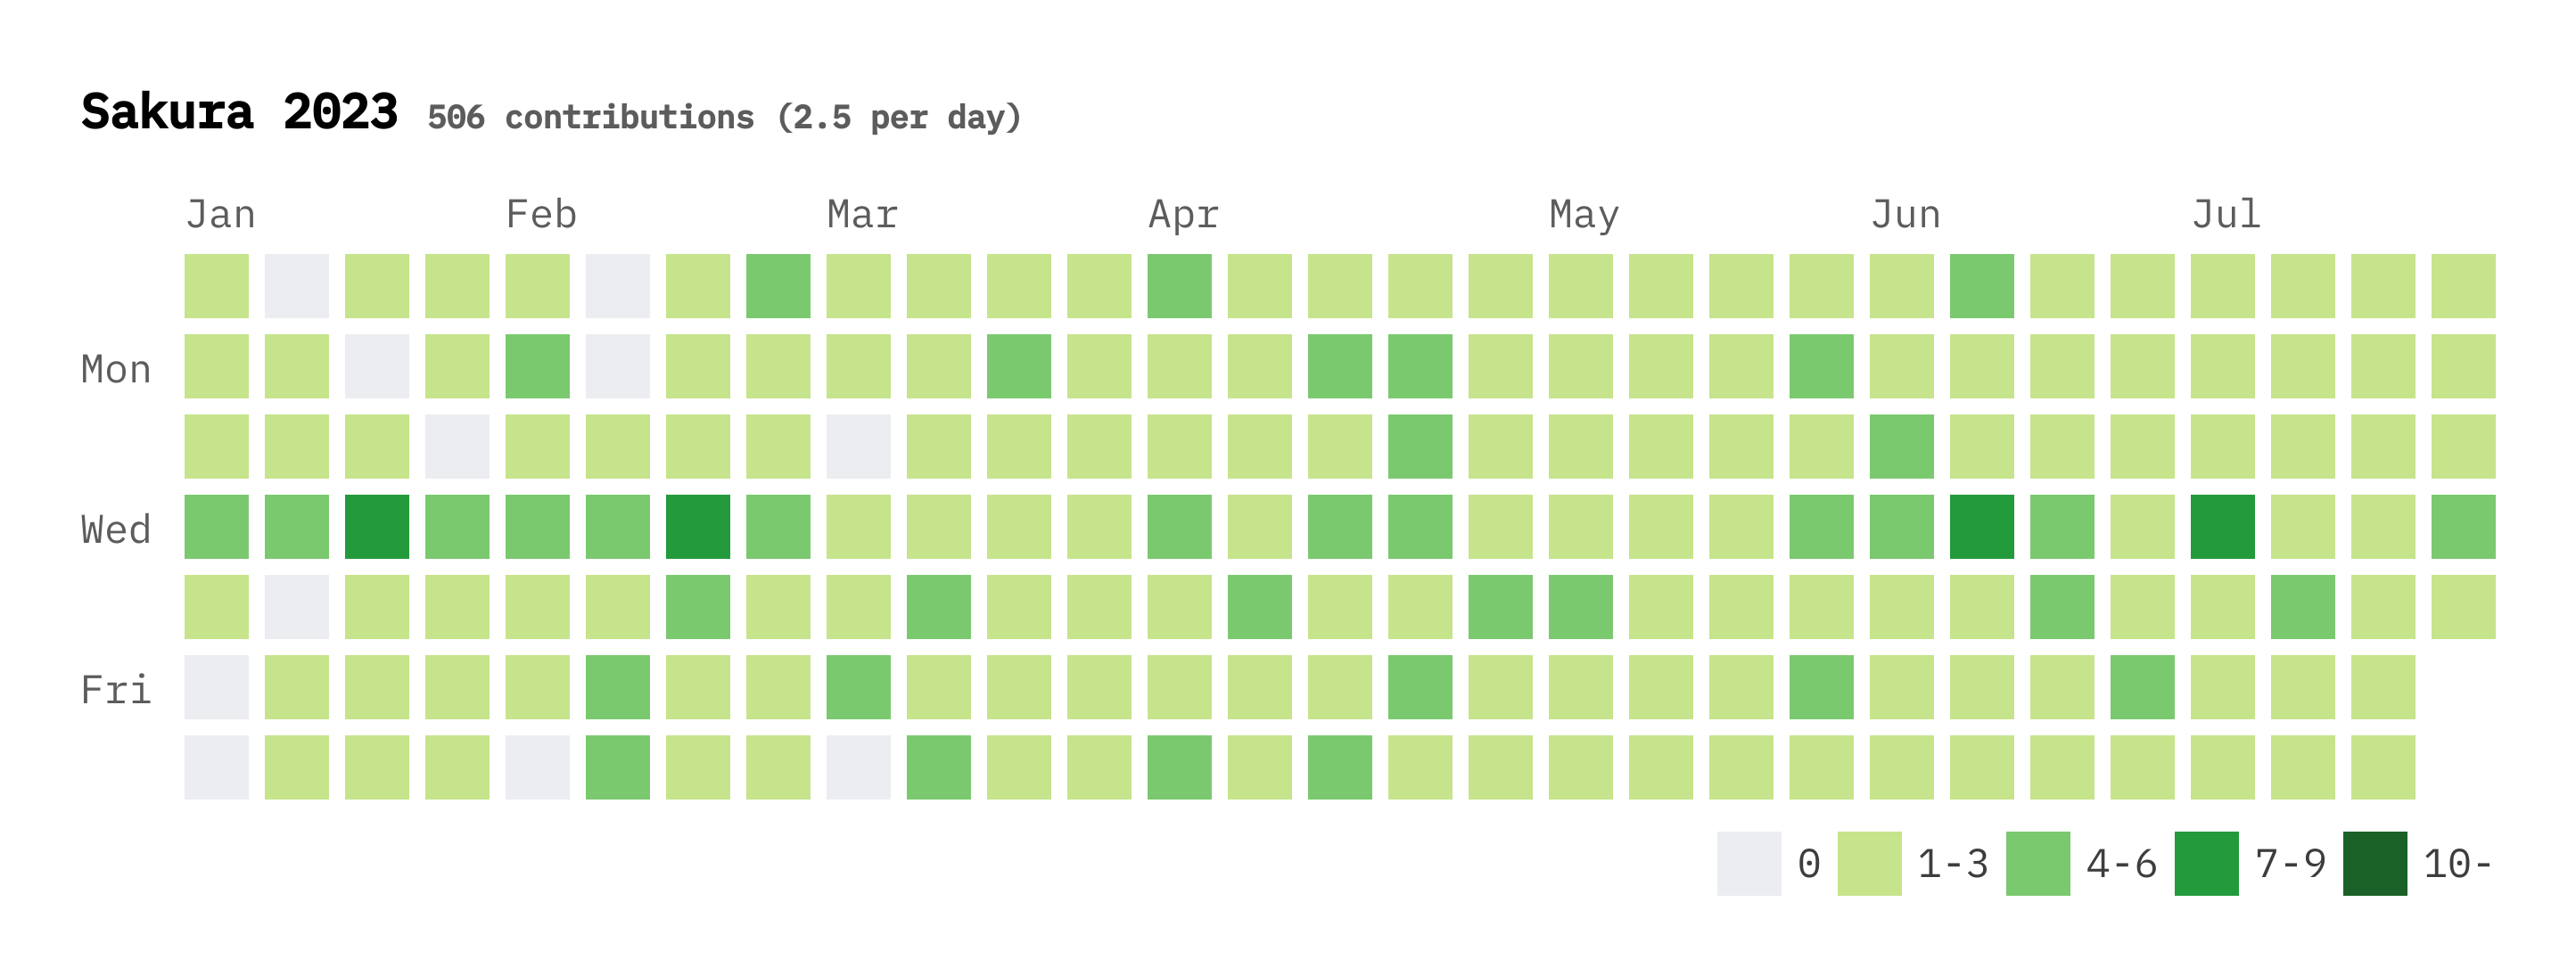 Sakura 2023 506 contributions (2.5 per day)
Jan Feb Mar Apr May Jun Jul
Mon
Wed
Fri
0 1-3 4-6 7-9 10-